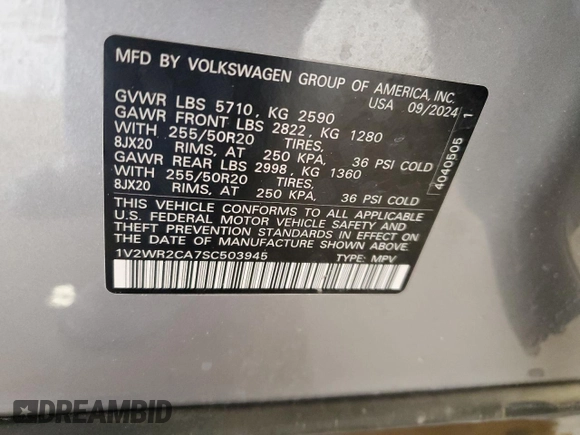 MFD BY VOLKSWAGEN GROUP OF AMERICA, INC.
USA 09/2024
GVWR LBS 5710, KG 2590
GAWR FRONT LBS 2822, KG 1280
WITH 255/50R20 TIRES,
8JX20 RIMS, AT 250 KPA, 36 PSI COLD
GAWR REAR LBS 2998, KG 1360
WITH 255/50R20 TIRES,
8JX20 RIMS, AT 250 KPA, 36 PSI COLD
THIS VEHICLE CONFORMS TO ALL APPLICABLE
U.S. FEDERAL MOTOR VEHICLE SAFETY AND THEFT
PREVENTION STANDARDS IN EFFECT ON
THE DATE OF MANUFACTURE SHOWN ABOVE.
1V2WR2CA7SC503945 TYPE: MPV
4040505 1
DREAMBID